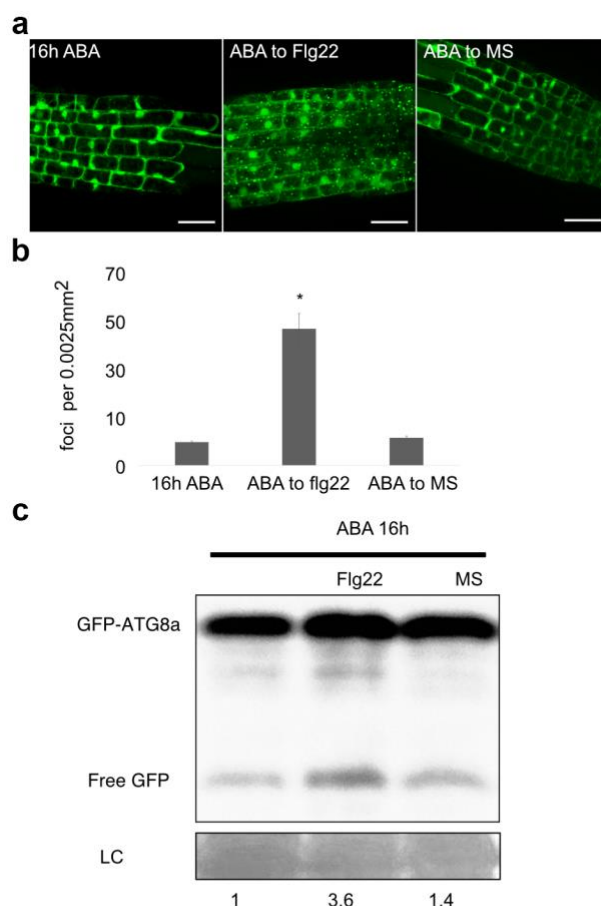 a
16h ABA
ABA to Flg22
ABA to MS
b
foci per 0.0025mm2
70
50
30
10
0
*
16h ABA
ABA to flg22
ABA to MS
c
ABA 16h
Flg22
MS
GFP-ATG8a
Free GFP
LC
1
3.6
1.4